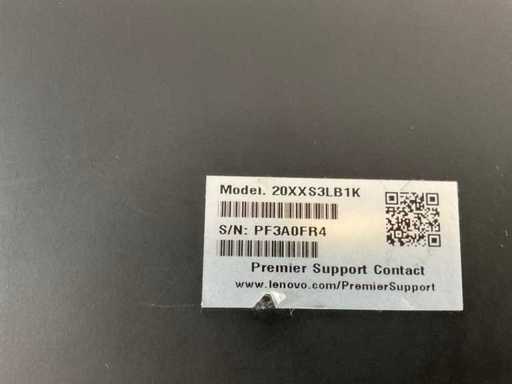 Model. 20XXS3LB1K
S/N: PF3A0FR4
Premier Support Contact
www.lenovo.com/PremierSupport